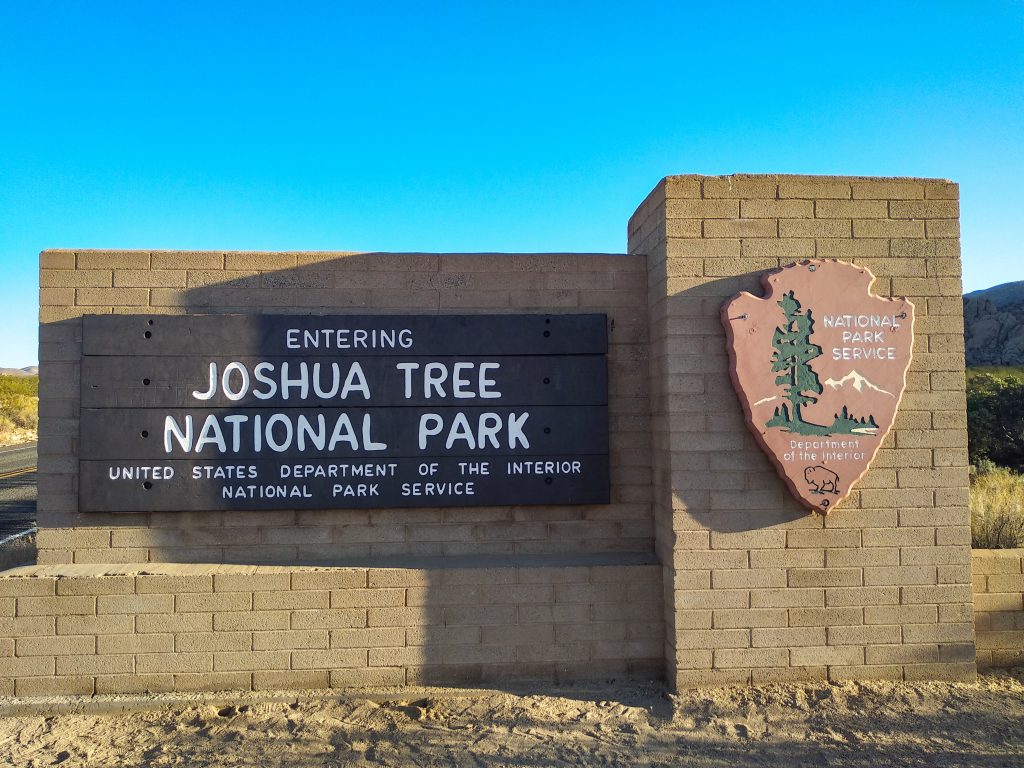 ENTERING
JOSHUA TREE
NATIONAL PARK
UNITED STATES DEPARTMENT OF THE INTERIOR
NATIONAL PARK SERVICE
NATIONAL
PARK
SERVICE
Department
of the Interior